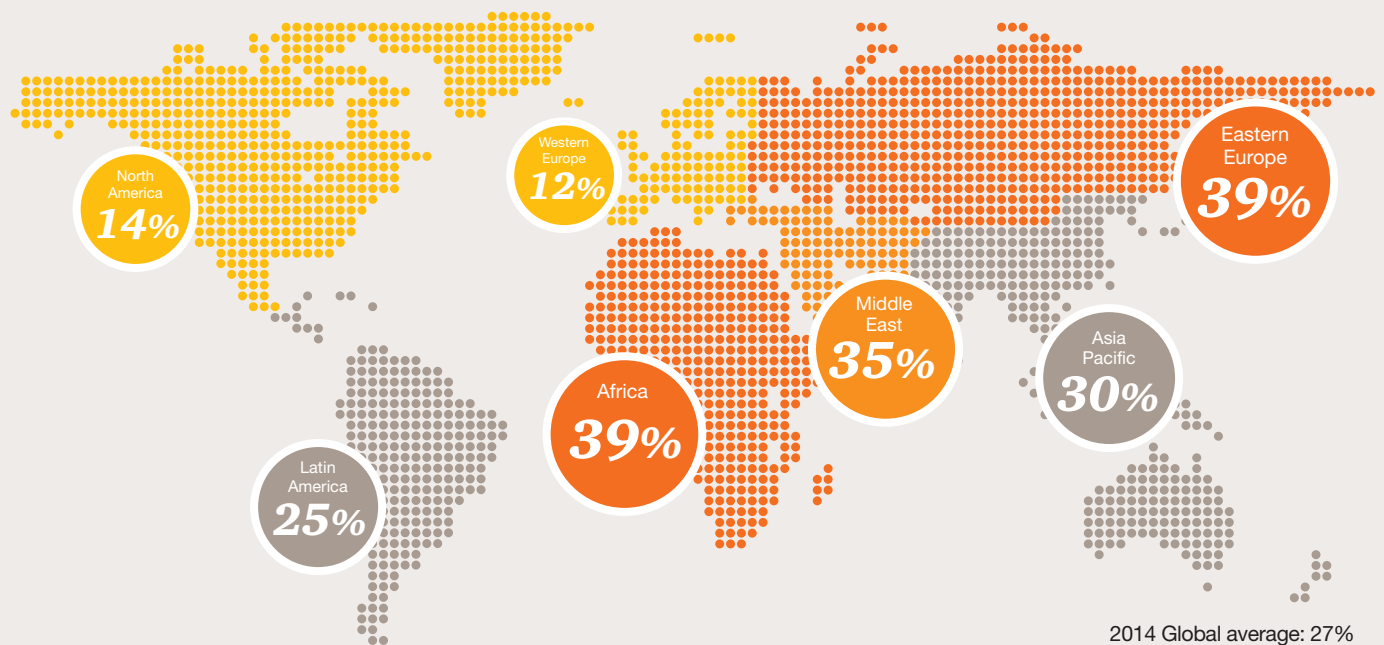 North
America
14%
Western
Europe
12%
Eastern
Europe
39%
Middle
East
35%
Asia
Pacific
30%
Africa
39%
Latin
America
25%
2014 Global average: 27%